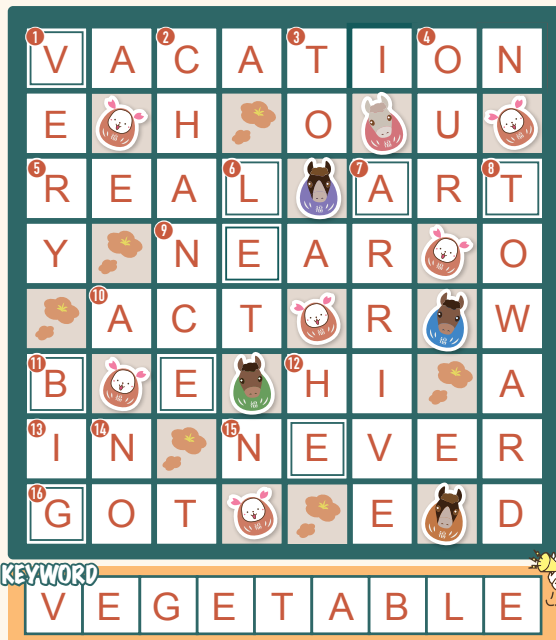 1 V A 2 C A 3 T I 4 O N
E H O U
5 R E A 6 L 7 A R 8 T
Y 9 N E A R O
10 A C T R W
11 B E 12 H I A
13 I 14 N 15 N E V E R
16 G O T E D
KEYWORD
V E G E T A B L E